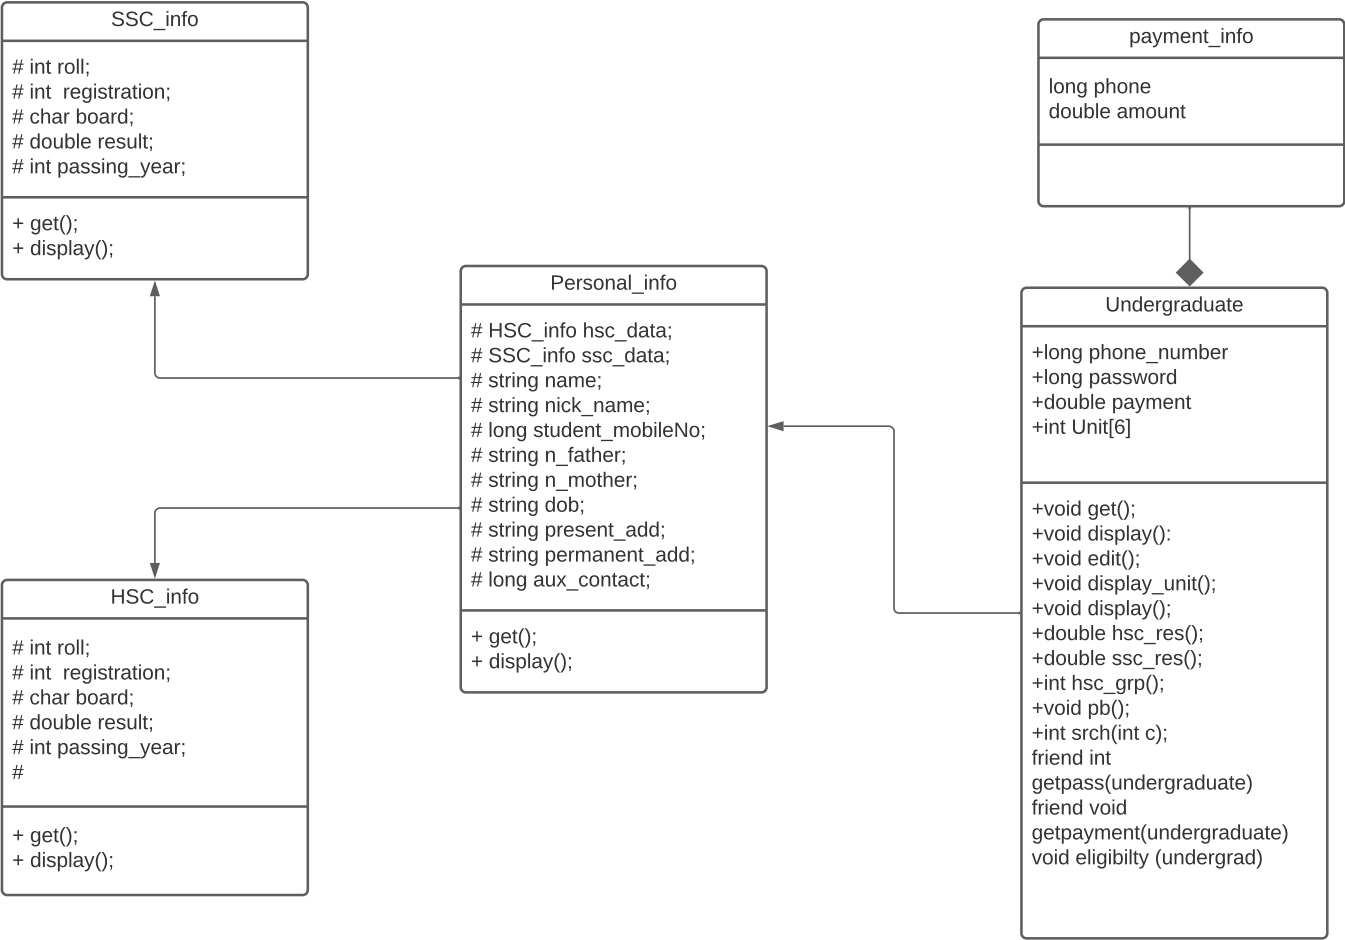 SSC_info
# int roll;
# int  registration;
# char board;
# double result;
# int passing_year;
+ get();
+ display();
HSC_info
# int roll;
# int  registration;
# char board;
# double result;
# int passing_year;
#
+ get();
+ display();
Personal_info
# HSC_info hsc_data;
# SSC_info ssc_data;
# string name;
# string nick_name;
# long student_mobileNo;
# string n_father;
# string n_mother;
# string dob;
# string present_add;
# string permanent_add;
# long aux_contact;
+ get();
+ display();
payment_info
long phone
double amount
Undergraduate
+long phone_number
+long password
+double payment
+int Unit[6]
+void get();
+void display():
+void edit();
+void display_unit();
+void display();
+double hsc_res();
+double ssc_res();
+int hsc_grp();
+void pb();
+int srch(int c);
friend int
getpass(undergraduate)
friend void
getpayment(undergraduate)
void eligibilty (undergrad)